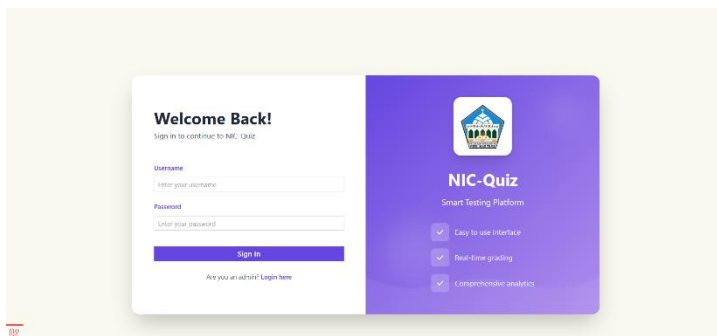 Welcome Back!
Sign in to continue to NIC Quiz
Username
Enter your username
Password
Enter your password
Sign In
Are you an admin? Login here
NIC-Quiz
Smart Testing Platform
Easy to use interface
Real-time grading
Comprehensive analytics